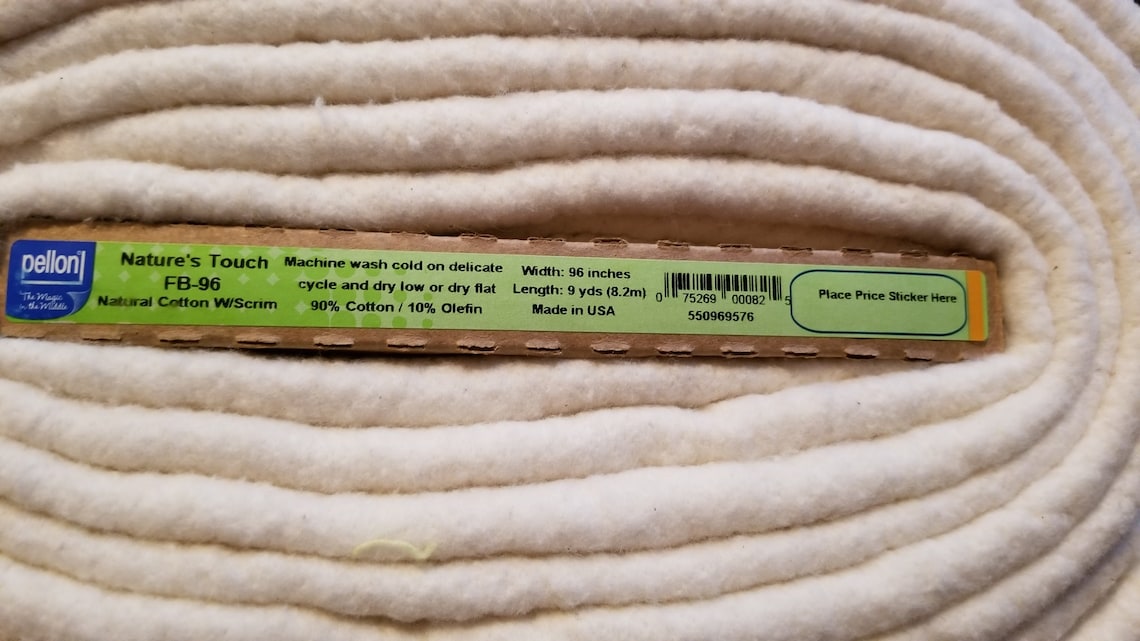 pellon
The Magic
in the Middle
Nature's Touch
FB-96
Natural Cotton W/Scrim
Machine wash cold on delicate
cycle and dry low or dry flat
90% Cotton / 10% Olefin
Width: 96 inches
Length: 9 yds (8.2m)
Made in USA
0 75269 00082 5
550969576
Place Price Sticker Here